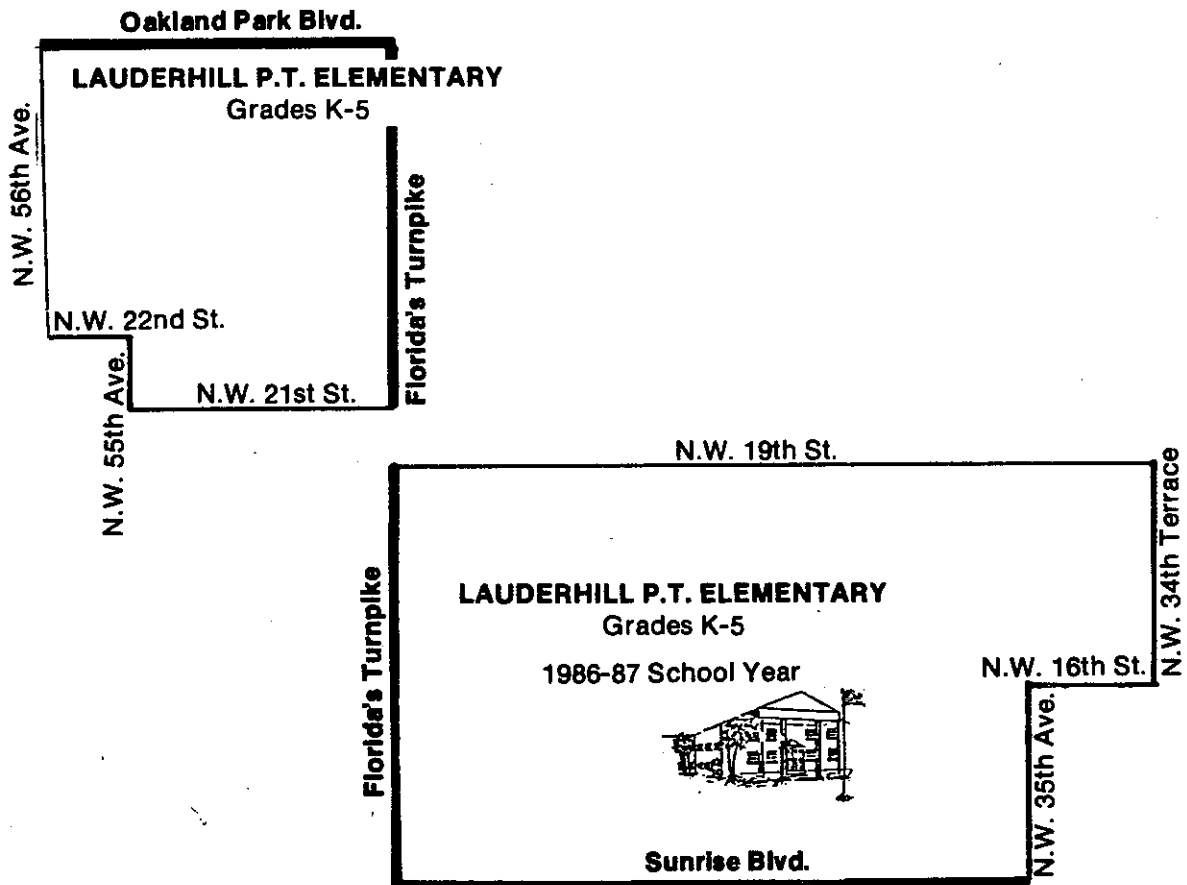 Oakland Park Blvd.
LAUDERHILL P.T. ELEMENTARY
Grades K-5
N.W. 56th Ave.
Florida's Turnpike
N.W. 22nd St.
N.W. 55th Ave.
N.W. 21st St.
N.W. 19th St.
N.W. 34th Terrace
Florida's Turnpike
LAUDERHILL P.T. ELEMENTARY
Grades K-5
1986-87 School Year
N.W. 16th St.
N.W. 35th Ave.
Sunrise Blvd.